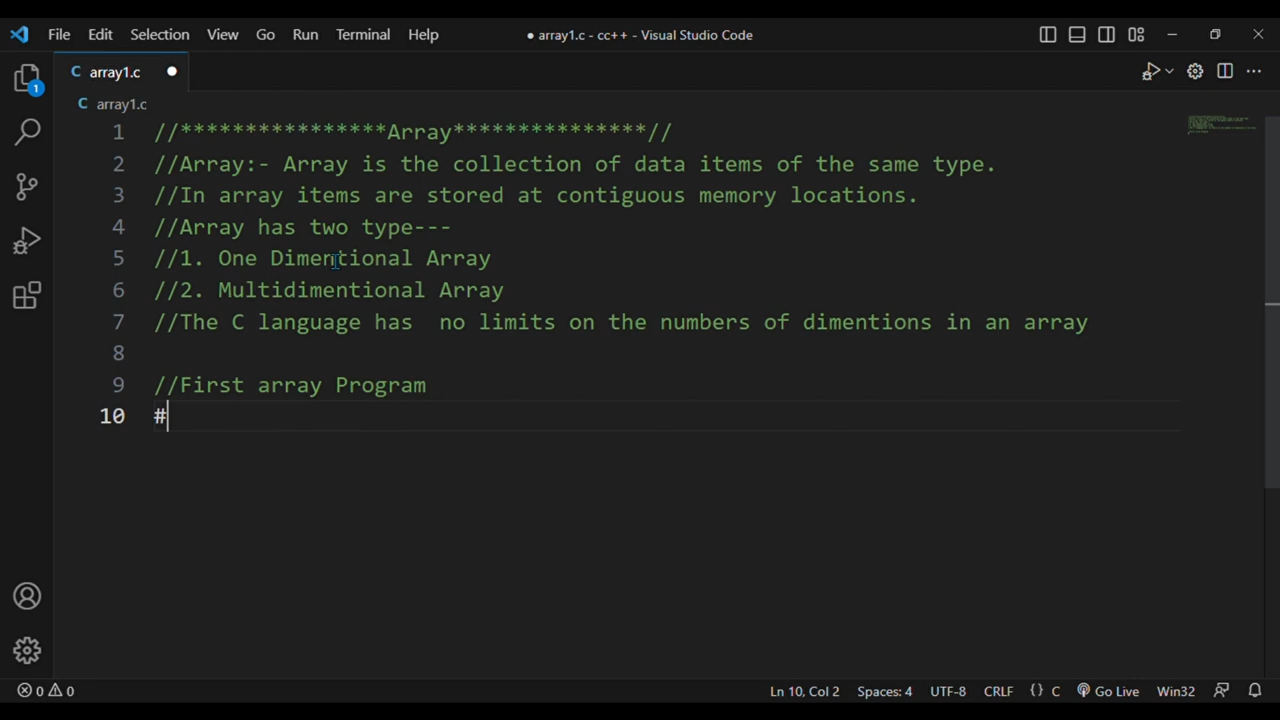 File Edit Selection View Go Run Terminal Help ● array1.c - cc++ - Visual Studio Code
C array1.c ●
C array1.c
1 //****************Array***************//
2 //Array:- Array is the collection of data items of the same type.
3 //In array items are stored at contiguous memory locations.
4 //Array has two type---
5 //1. One Dimentional Array
6 //2. Multidimentional Array
7 //The C language has  no limits on the numbers of dimentions in an array
8
9 //First array Program
10 #
1
0 0 Ln 10, Col 2 Spaces: 4 UTF-8 CRLF {} C Go Live Win32